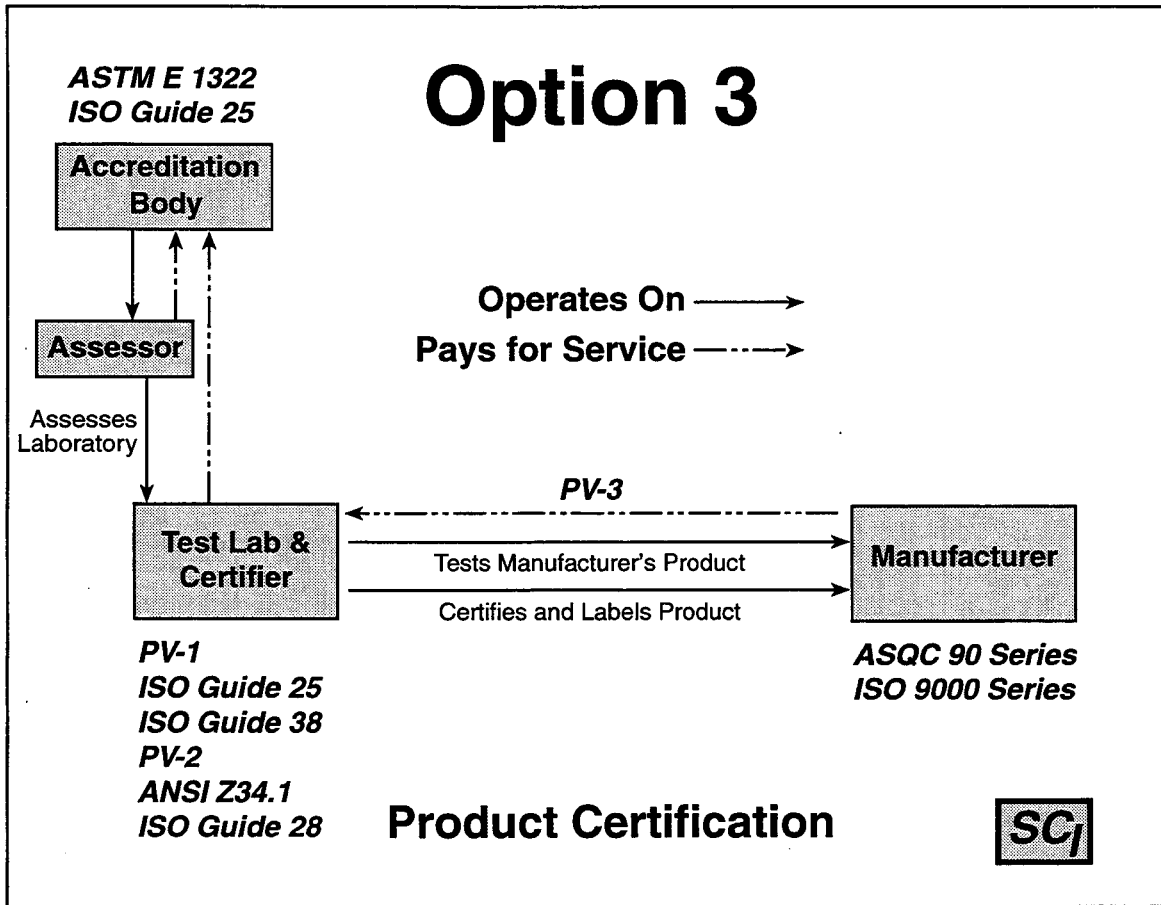 Option 3
ASTM E 1322
ISO Guide 25
Accreditation
Body
Operates On
Pays for Service
Assessor
Assesses
Laboratory
PV-3
Test Lab &
Certifier
Tests Manufacturer's Product
Certifies and Labels Product
Manufacturer
PV-1
ISO Guide 25
ISO Guide 38
PV-2
ANSI Z34.1
ISO Guide 28
ASQC 90 Series
ISO 9000 Series
Product Certification
SCI